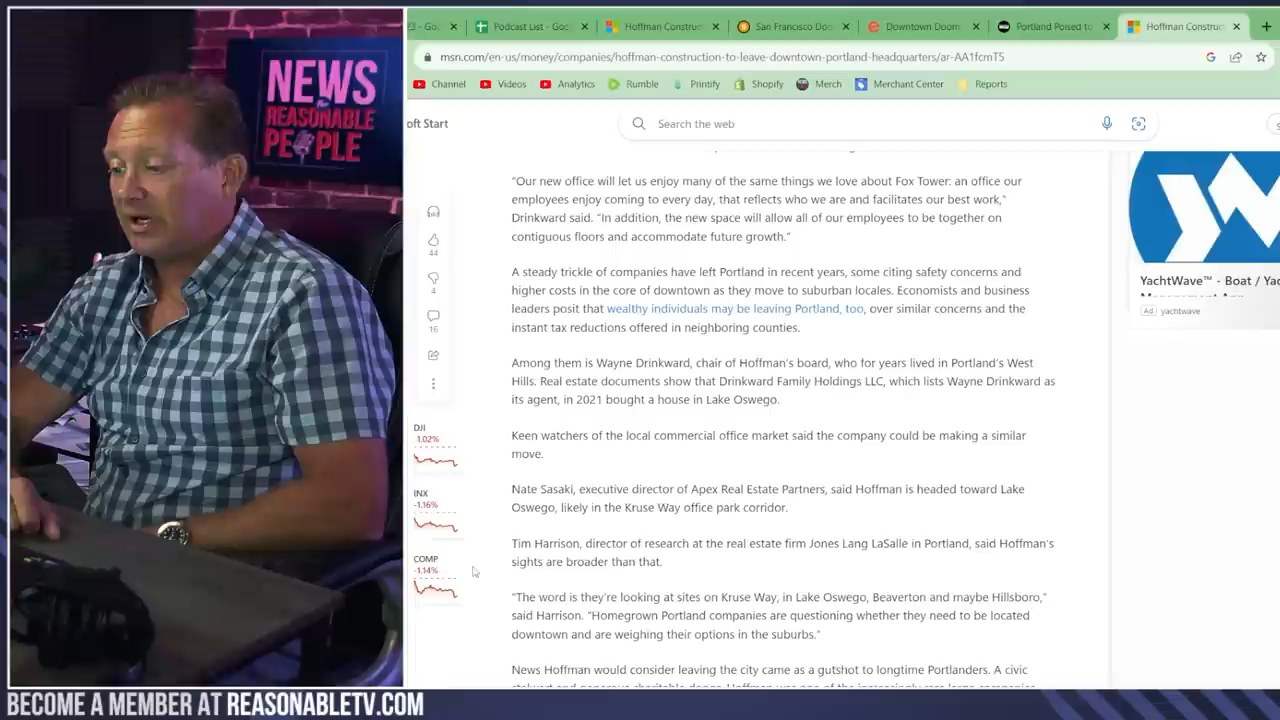 NEWS
for
REASONABLE
PEOPLE
Podcast List - Goo
Hoffman Construc
San Francisco Doo
Downtown Doom
Portland Poised to
Hoffman Construc
msn.com/en-us/money/companies/hoffman-construction-to-leave-downtown-portland-headquarters/ar-AA1fcmT5
Channel
Videos
Analytics
Rumble
Printify
Shopify
Merch
Merchant Center
Reports
oft Start
Search the web
"Our new office will let us enjoy many of the same things we love about Fox Tower: an office our
employees enjoy coming to every day, that reflects who we are and facilitates our best work,"
Drinkward said. "In addition, the new space will allow all of our employees to be together on
contiguous floors and accommodate future growth."
A steady trickle of companies have left Portland in recent years, some citing safety concerns and
higher costs in the core of downtown as they move to suburban locales. Economists and business
leaders posit that wealthy individuals may be leaving Portland, too, over similar concerns and the
instant tax reductions offered in neighboring counties.
Among them is Wayne Drinkward, chair of Hoffman's board, who for years lived in Portland's West
Hills. Real estate documents show that Drinkward Family Holdings LLC, which lists Wayne Drinkward as
its agent, in 2021 bought a house in Lake Oswego.
Keen watchers of the local commercial office market said the company could be making a similar
move.
Nate Sasaki, executive director of Apex Real Estate Partners, said Hoffman is headed toward Lake
Oswego, likely in the Kruse Way office park corridor.
Tim Harrison, director of research at the real estate firm Jones Lang LaSalle in Portland, said Hoffman's
sights are broader than that.
"The word is they're looking at sites on Kruse Way, in Lake Oswego, Beaverton and maybe Hillsboro,"
said Harrison. "Homegrown Portland companies are questioning whether they need to be located
downtown and are weighing their options in the suburbs."
News Hoffman would consider leaving the city came as a gutshot to longtime Portlanders. A civic
44
4
16
DJI
-1.02%
INX
-1.16%
COMP
-1.14%
YachtWave™ - Boat / Yac
Ad yachtwave
BECOME A MEMBER AT REASONABLETV.COM